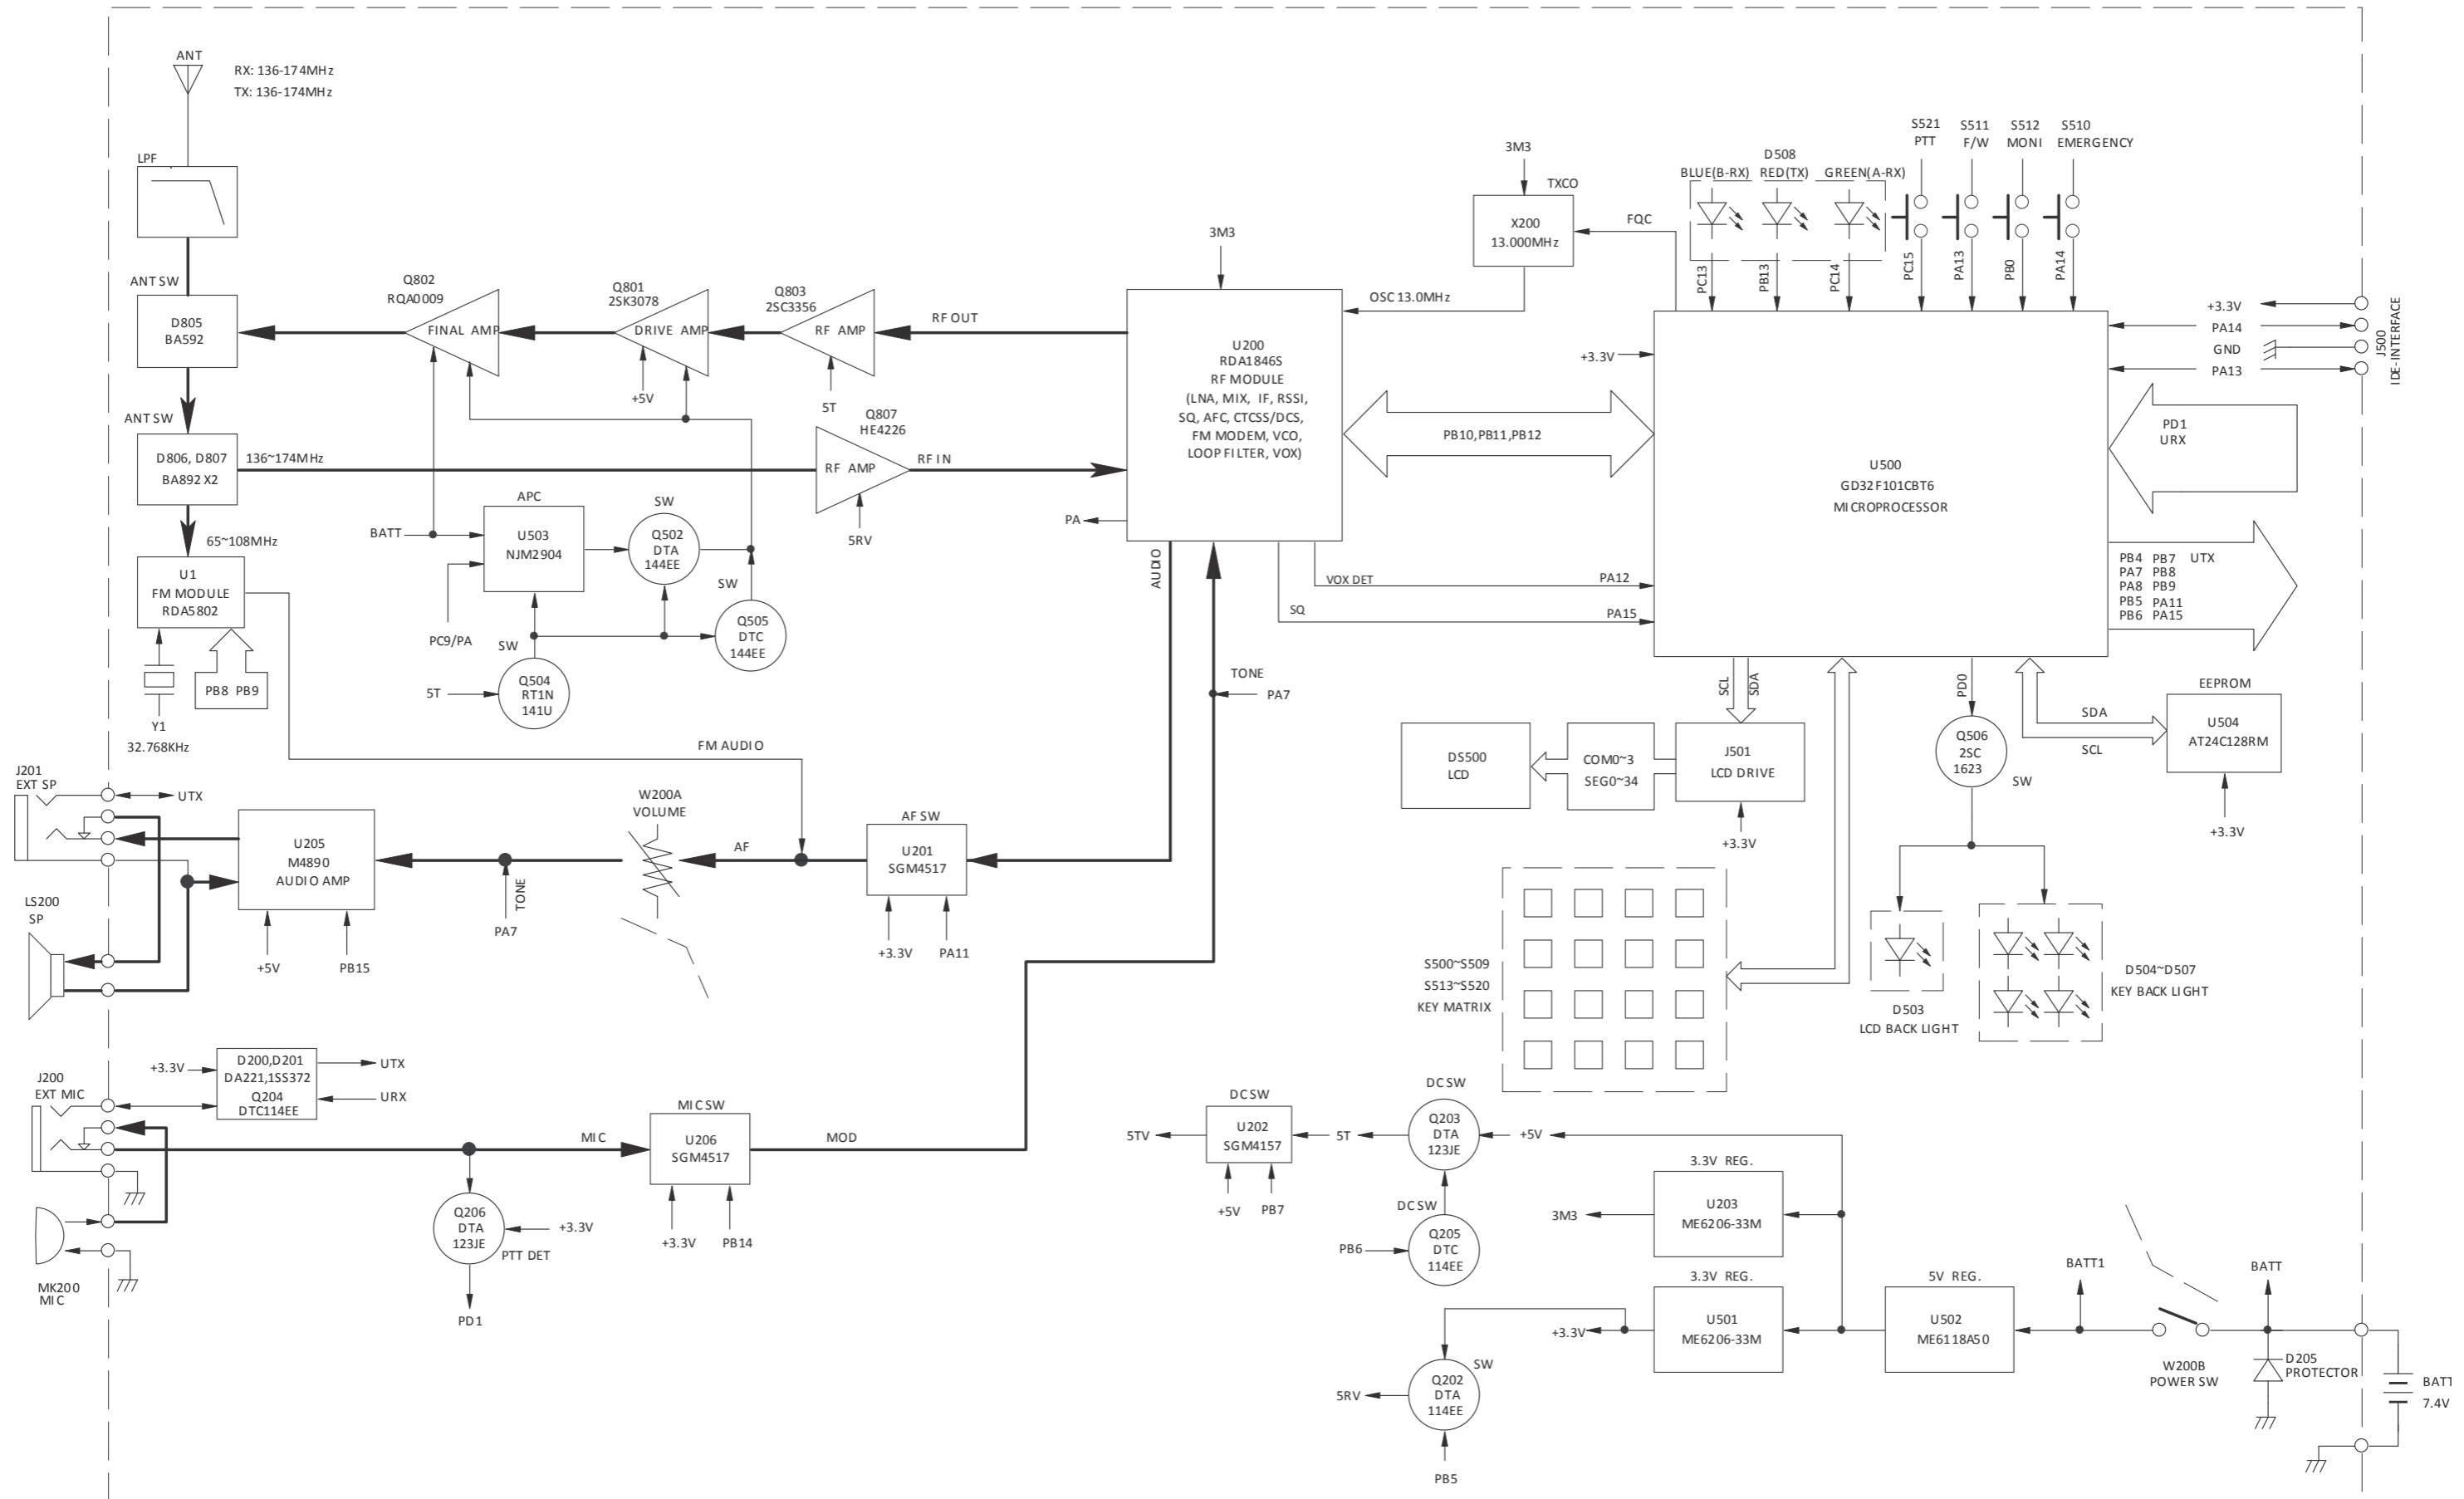 ANT
RX: 136-174MHz
TX: 136-174MHz
LPF
ANT SW
D805
BA592
ANT SW
D806, D807
BA892 X2
136~174MHz
65~108MHz
U1
FM MODULE
RDA5802
PB8 PB9
Y1
32.768KHz
Q802
RQA0009
FINAL AMP
Q801
2SK3078
DRIVE AMP
+5V
Q803
2SC3356
RF AMP
5T
RF OUT
Q807
HE4226
RF AMP
5RV
RF IN
APC
U503
NJM2904
BATT
PC9/PA
SW
Q502
DTA
144EE
SW
Q505
DTC
144EE
SW
Q504
RT1N
141U
5T
3M3
U200
RDA1846S
RF MODULE
(LNA, MIX, IF, RSSI,
SQ, AFC, CTCSS/DCS,
FM MODEM, VCO,
LOOP FILTER, VOX)
PA
AUDIO
VOX DET
SQ
PA12
PA15
TONE
PA7
3M3
TXCO
X200
13.000MHz
FQC
OSC 13.0MHz
D508
BLUE(B-RX) RED(TX) GREEN(A-RX)
PC13
PB13
PC14
S521
PTT
S511
F/W
S512
MONI
S510
EMERGENCY
PC15
PA13
PB0
PA14
+3.3V
PB10,PB11,PB12
U500
GD32F101CBT6
MICROPROCESSOR
+3.3V
PA14
GND
PA13
J500
IDE-INTERFACE
PD1
URX
PB4 PB7 UTX
PA7 PB8
PA8 PB9
PB5 PA11
PB6 PA15
SCL
SDA
PD0
DS500
LCD
COM0~3
SEG0~34
J501
LCD DRIVE
+3.3V
Q506
2SC
1623
SW
SDA
SCL
EEPROM
U504
AT24C128RM
+3.3V
S500~S509
S513~S520
KEY MATRIX
D503
LCD BACK LIGHT
D504~D507
KEY BACK LIGHT
FM AUDIO
J201
EXT SP
UTX
U205
M4890
AUDIO AMP
+5V
PB15
LS200
SP
TONE
PA7
W200A
VOLUME
AF
AF SW
U201
SGM4517
+3.3V
PA11
+3.3V
D200,D201
DA221,1SS372
Q204
DTC114EE
UTX
URX
J200
EXT MIC
MK200
MIC
MIC
Q206
DTA
123JE
+3.3V
PTT DET
PD1
MIC SW
U206
SGM4517
+3.3V
PB14
MOD
DC SW
U202
SGM4157
5TV
+5V
PB7
5T
DC SW
Q203
DTA
123JE
+5V
DC SW
Q205
DTC
114EE
PB6
3.3V REG.
U203
ME6206-33M
3M3
3.3V REG.
U501
ME6206-33M
+3.3V
SW
Q202
DTA
114EE
5RV
PB5
5V REG.
U502
ME6118A50
BATT1
W200B
POWER SW
BATT
D205
PROTECTOR
BATT
7.4V